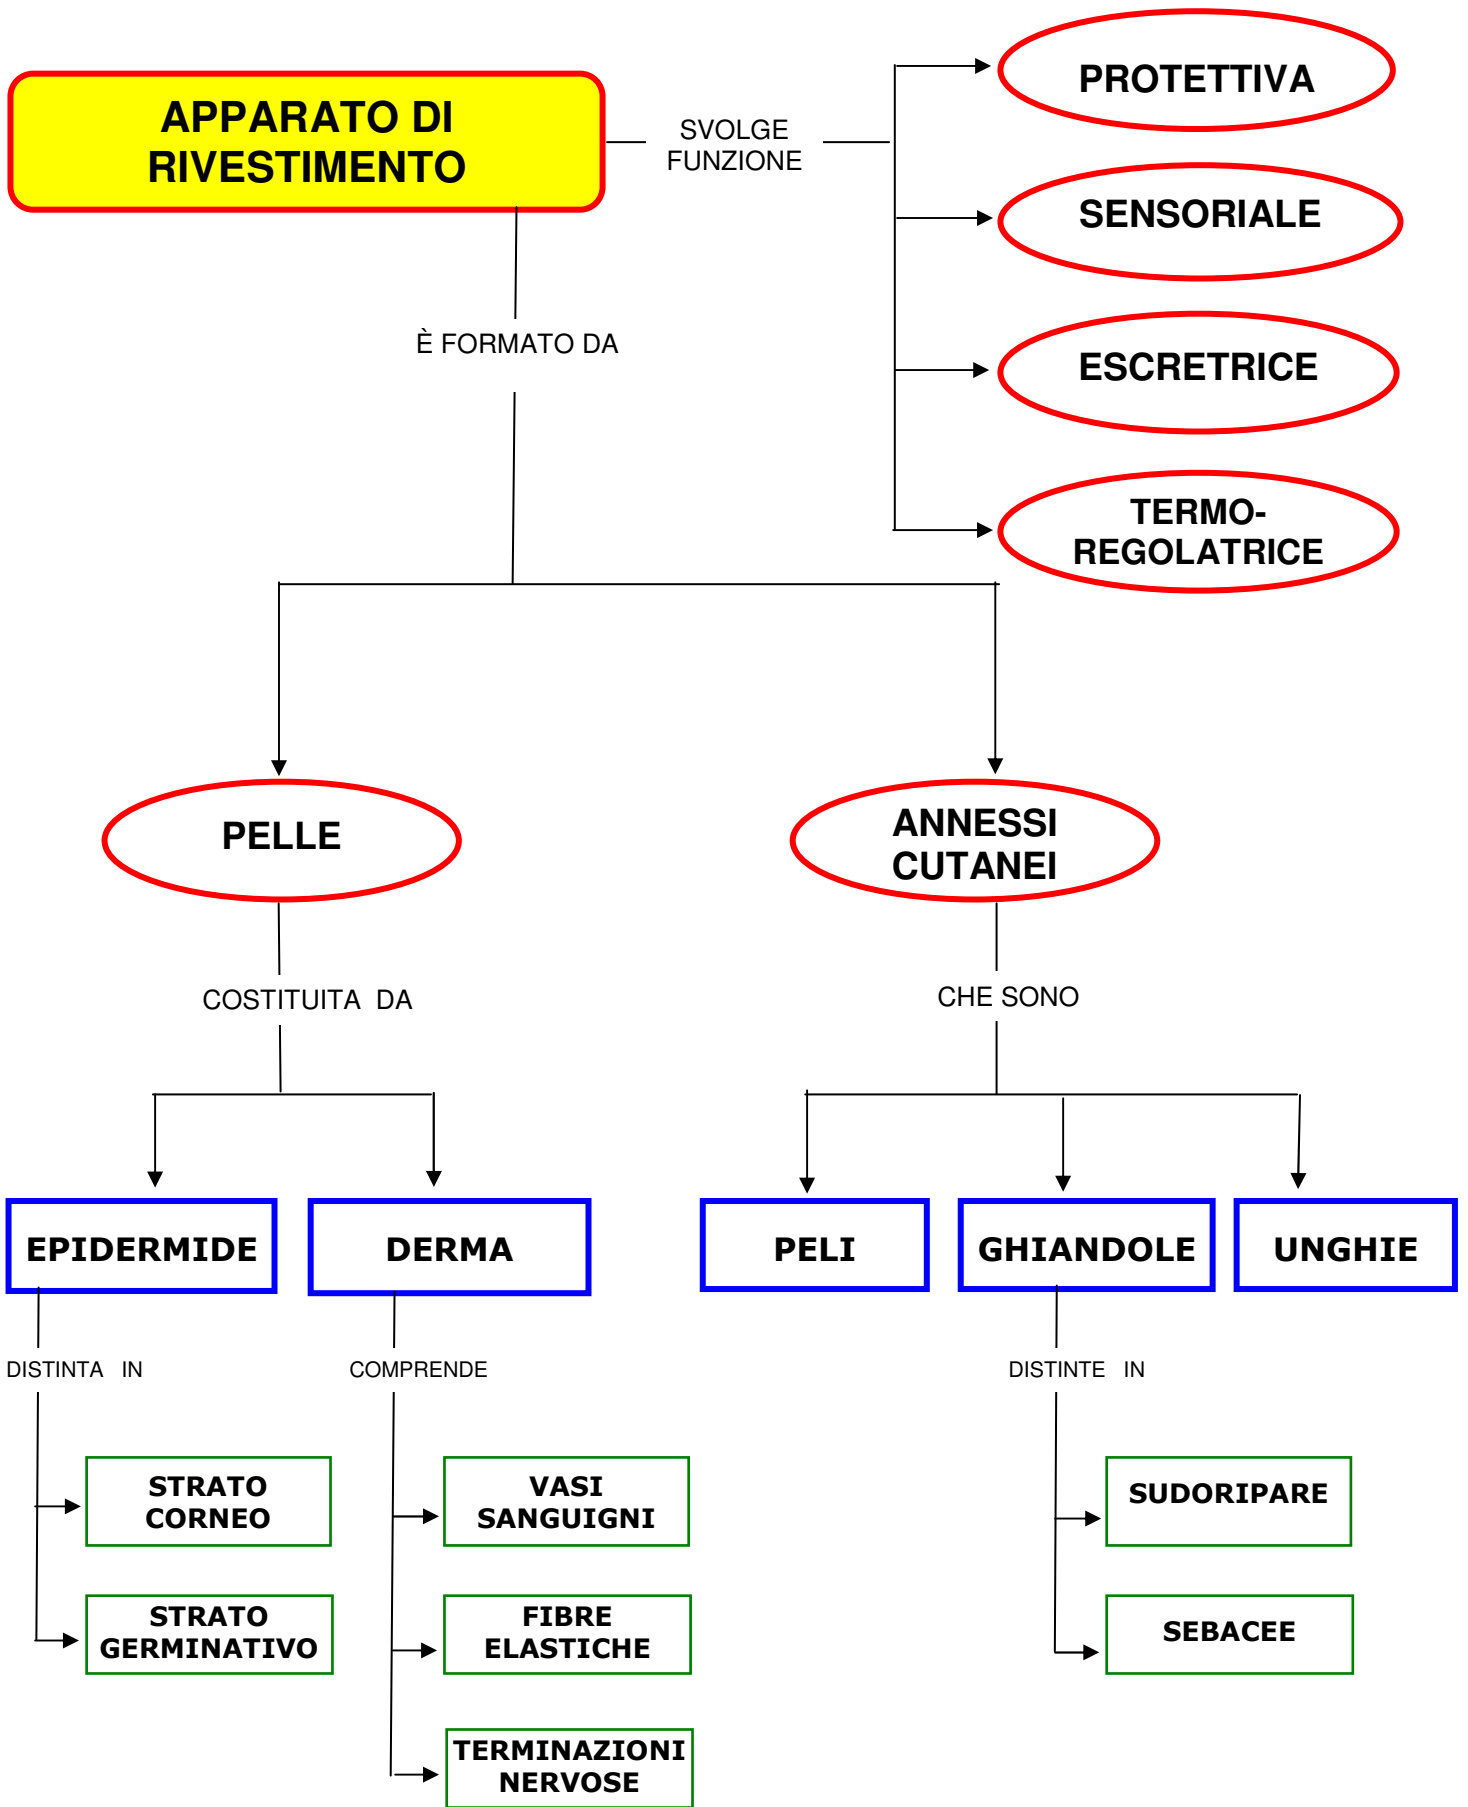 APPARATO DI
RIVESTIMENTO
SVOLGE
FUNZIONE
PROTETTIVA
SENSORIALE
ESCRETRICE
TERMO-
REGOLATRICE
È FORMATO DA
PELLE
ANNESSI
CUTANEI
COSTITUITA DA
CHE SONO
EPIDERMIDE
DERMA
PELI
GHIANDOLE
UNGHIE
DISTINTA IN
COMPRENDE
DISTINTE IN
STRATO
CORNEO
VASI
SANGUIGNI
SUDORIPARE
STRATO
GERMINATIVO
FIBRE
ELASTICHE
SEBACEE
TERMINAZIONI
NERVOSE